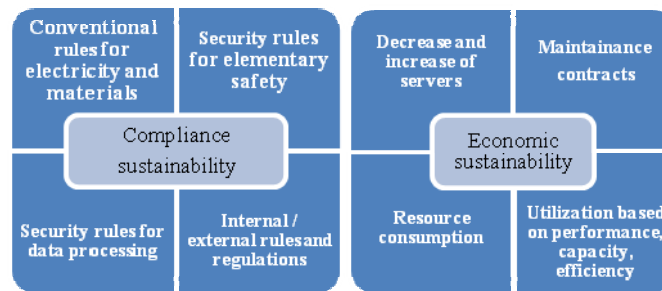 Conventional
rules for
electricity and
materials
Security rules
for elementary
safety
Compliance
sustainability
Security rules for
data processing
Internal /
external rules and
regulations
Decrease and
increase of
servers
Maintainance
contracts
Economic
sustainability
Resource
consumption
Utilization based
on performance,
capacity,
efficiency